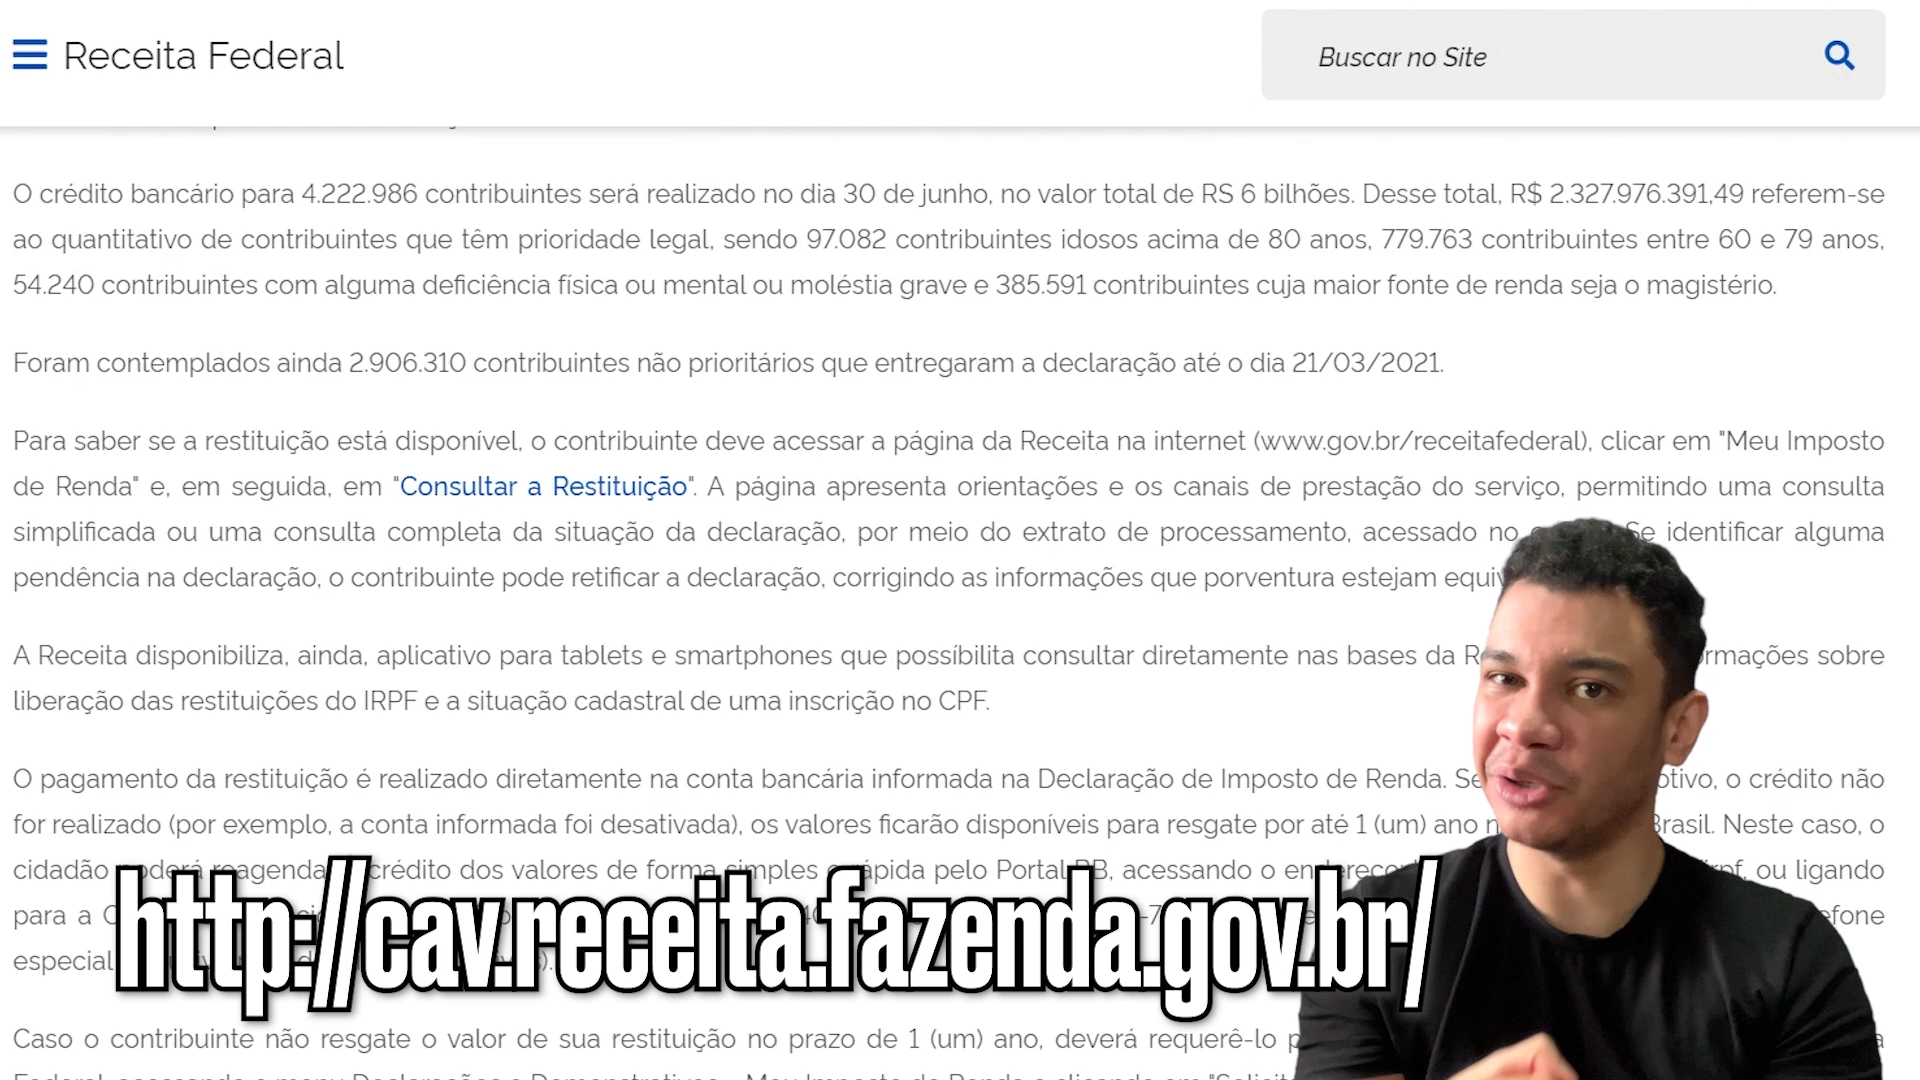 Receita Federal
Buscar no Site
O crédito bancário para 4.222.986 contribuintes será realizado no dia 30 de junho, no valor total de RS 6 bilhões. Desse total, R$ 2.327.976.391,49 referem-se
ao quantitativo de contribuintes que têm prioridade legal, sendo 97.082 contribuintes idosos acima de 80 anos, 779.763 contribuintes entre 60 e 79 anos,
54.240 contribuintes com alguma deficiência física ou mental ou moléstia grave e 385.591 contribuintes cuja maior fonte de renda seja o magistério.
Foram contemplados ainda 2.906.310 contribuintes não prioritários que entregaram a declaração até o dia 21/03/2021.
Para saber se a restituição está disponível, o contribuinte deve acessar a página da Receita na internet (www.gov.br/receitafederal), clicar em "Meu Imposto
de Renda" e, em seguida, em "Consultar a Restituição". A página apresenta orientações e os canais de prestação do serviço, permitindo uma consulta
simplificada ou uma consulta completa da situação da declaração, por meio do extrato de processamento, acessado no Se identificar alguma
pendência na declaração, o contribuinte pode retificar a declaração, corrigindo as informações que porventura estejam
A Receita disponibiliza, ainda, aplicativo para tablets e smartphones que possíbilita consultar diretamente nas bases da sobre
liberação das restituições do IRPF e a situação cadastral de uma inscrição no CPF.
O pagamento da restituição é realizado diretamente na conta bancária informada na Declaração de Imposto de Renda. o crédito não
for realizado (por exemplo, a conta informada foi desativada), os valores ficarão disponíveis para resgate por até 1 (um) ano Brasil. Neste caso, o
cidadão poderá crédito dos valores de forma simples e rápida pelo Portal BB, acessando o ou ligando
para a
especial
http://cav.receita.fazenda.gov.br/
Caso o contribuinte não resgate o valor de sua restituição no prazo de 1 (um) ano, deverá requerê-lo